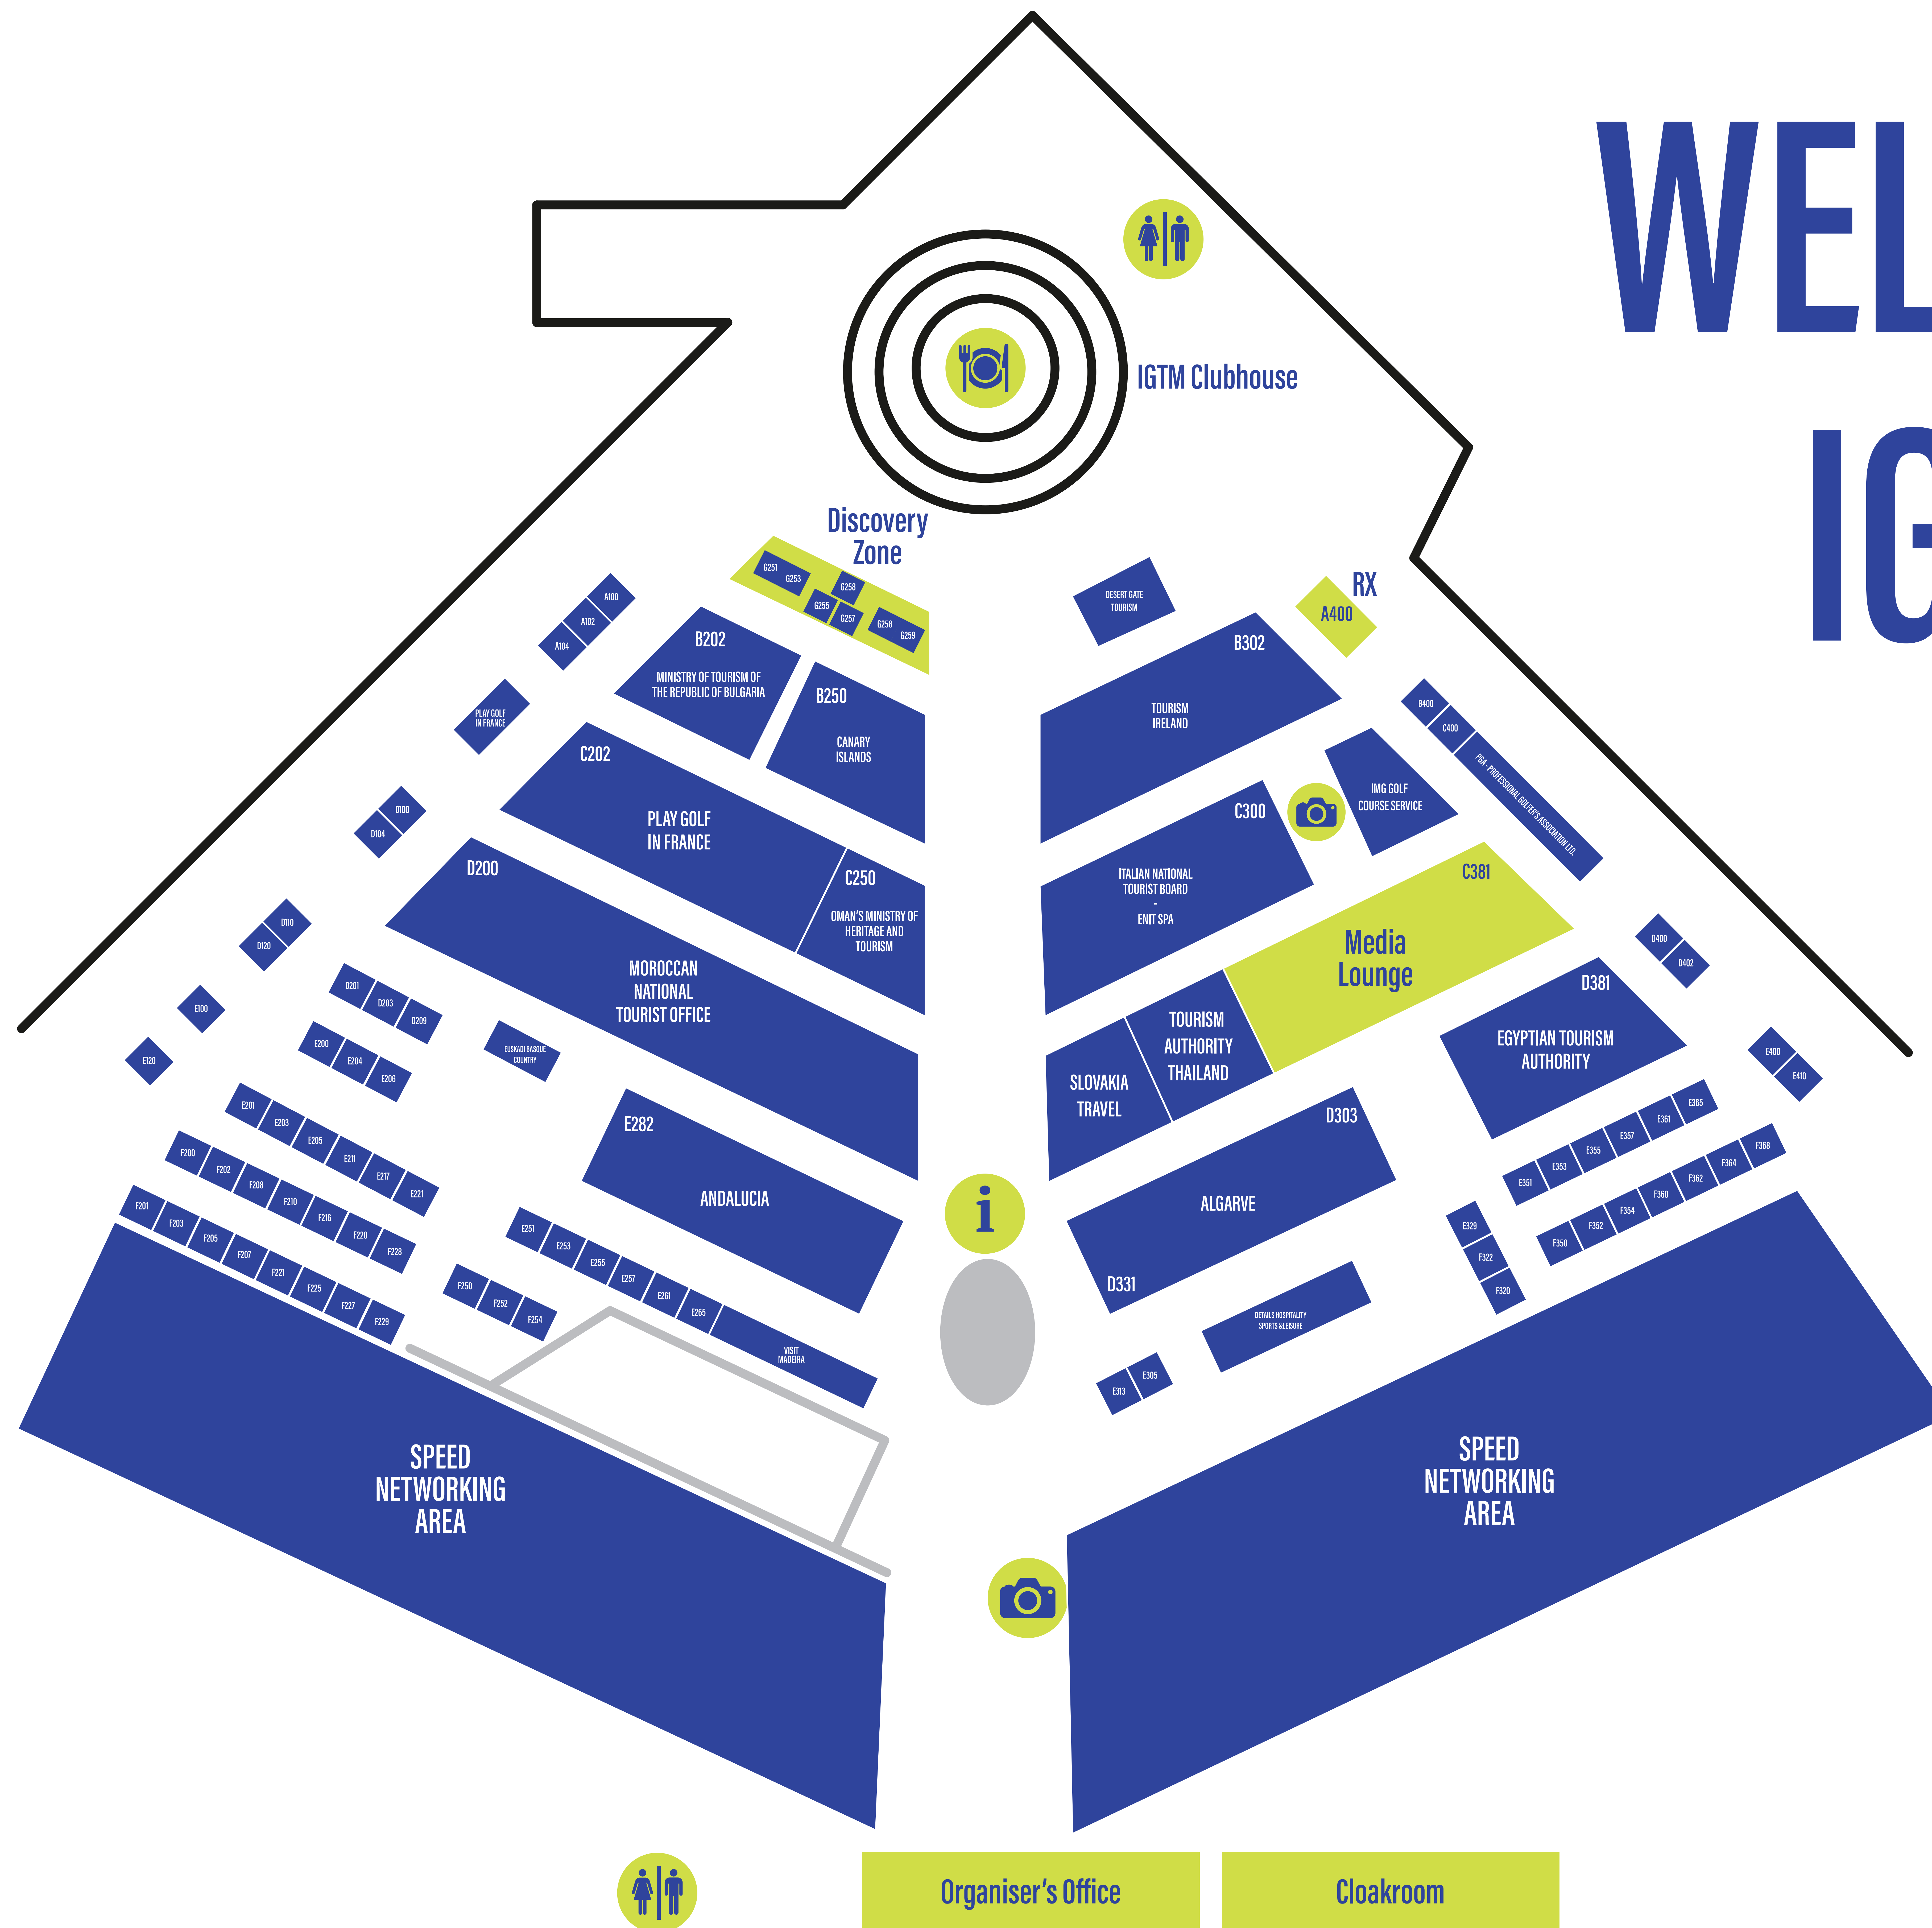 WEL
IG
IGTM Clubhouse
Discovery
Zone
G251
G253
G258
G255
G257
G258
G259
DESERT GATE
TOURISM
RX
A400
A100
A102
A104
B202
MINISTRY OF TOURISM OF
THE REPUBLIC OF BULGARIA
B250
CANARY
ISLANDS
B302
TOURISM
IRELAND
B400
C400
PGA - PROFESSIONAL GOLFER'S ASSOCIATION LTD.
PLAY GOLF
IN FRANCE
C202
PLAY GOLF
IN FRANCE
C250
OMAN'S MINISTRY OF
HERITAGE AND
TOURISM
C300
ITALIAN NATIONAL
TOURIST BOARD
-
ENIT SPA
IMG GOLF
COURSE SERVICE
C381
Media
Lounge
D100
D104
D200
MOROCCAN
NATIONAL
TOURIST OFFICE
TOURISM
AUTHORITY
THAILAND
SLOVAKIA
TRAVEL
D400
D402
D381
EGYPTIAN TOURISM
AUTHORITY
D110
D120
E100
E120
D201
D203
D209
E200
E204
E206
EUSKADI BASQUE
COUNTRY
E400
E410
E282
ANDALUCIA
D303
ALGARVE
D331
E201
E203
E205
E211
E217
E221
F200
F202
F208
F210
F216
F220
F228
F201
F203
F205
F207
F221
F225
F227
F229
E251
E253
E255
E257
E261
E265
VISIT
MADEIRA
F250
F252
F254
i
E351
E353
E355
E357
E361
E365
F350
F352
F354
F360
F362
F364
F368
E329
F322
F320
DETAILS HOSPITALITY
SPORTS &LEISURE
E313
E305
SPEED
NETWORKING
AREA
SPEED
NETWORKING
AREA
Organiser's Office
Cloakroom